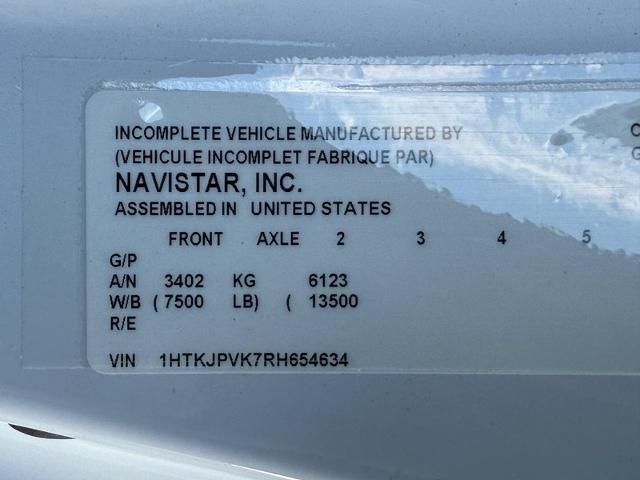 INCOMPLETE VEHICLE MANUFACTURED BY
(VEHICULE INCOMPLET FABRIQUE PAR)
NAVISTAR, INC.
ASSEMBLED IN UNITED STATES
FRONT AXLE 2 3 4 5
G/P
A/N 3402 KG 6123
W/B ( 7500 LB) ( 13500
R/E
VIN 1HTKJPVK7RH654634